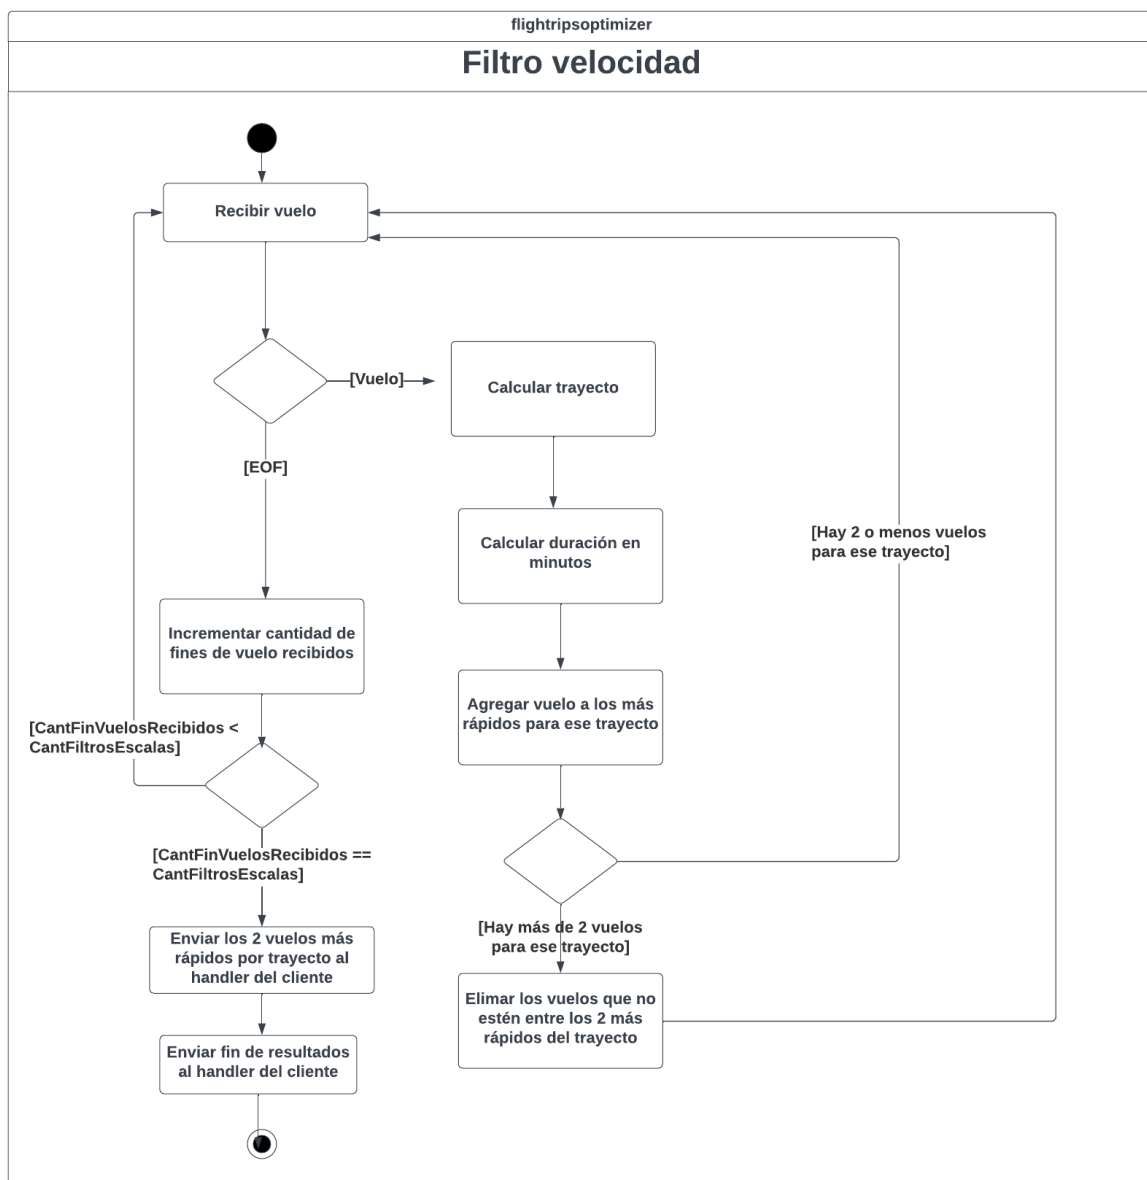 flightripsoptimizer
Filtro velocidad
Recibir vuelo
[Vuelo]
Calcular trayecto
[EOF]
Calcular duración en
minutos
[Hay 2 o menos vuelos
para ese trayecto]
Incrementar cantidad de
fines de vuelo recibidos
Agregar vuelo a los más
rápidos para ese trayecto
[CantFinVuelosRecibidos <
CantFiltrosEscalas]
[CantFinVuelosRecibidos ==
CantFiltrosEscalas]
[Hay más de 2 vuelos
para ese trayecto]
Enviar los 2 vuelos más
rápidos por trayecto al
handler del cliente
Elimar los vuelos que no
estén entre los 2 más
rápidos del trayecto
Enviar fin de resultados
al handler del cliente